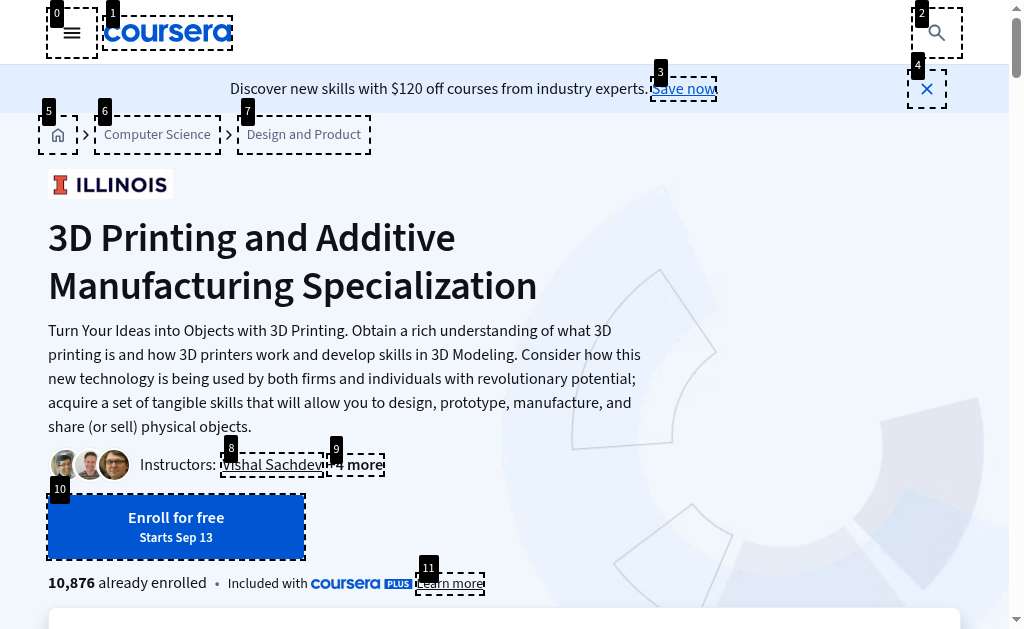 0
1
coursera
2
Discover new skills with $120 off courses from industry experts. Save now
3
4
5
6
Computer Science
7
Design and Product
ILLINOIS
3D Printing and Additive
Manufacturing Specialization
Turn Your Ideas into Objects with 3D Printing. Obtain a rich understanding of what 3D
printing is and how 3D printers work and develop skills in 3D Modeling. Consider how this
new technology is being used by both firms and individuals with revolutionary potential;
acquire a set of tangible skills that will allow you to design, prototype, manufacture, and
share (or sell) physical objects.
8
9
Instructors: Vishal Sachdev +4 more
10
Enroll for free
Starts Sep 13
11
10,876 already enrolled • Included with coursera PLUS Learn more